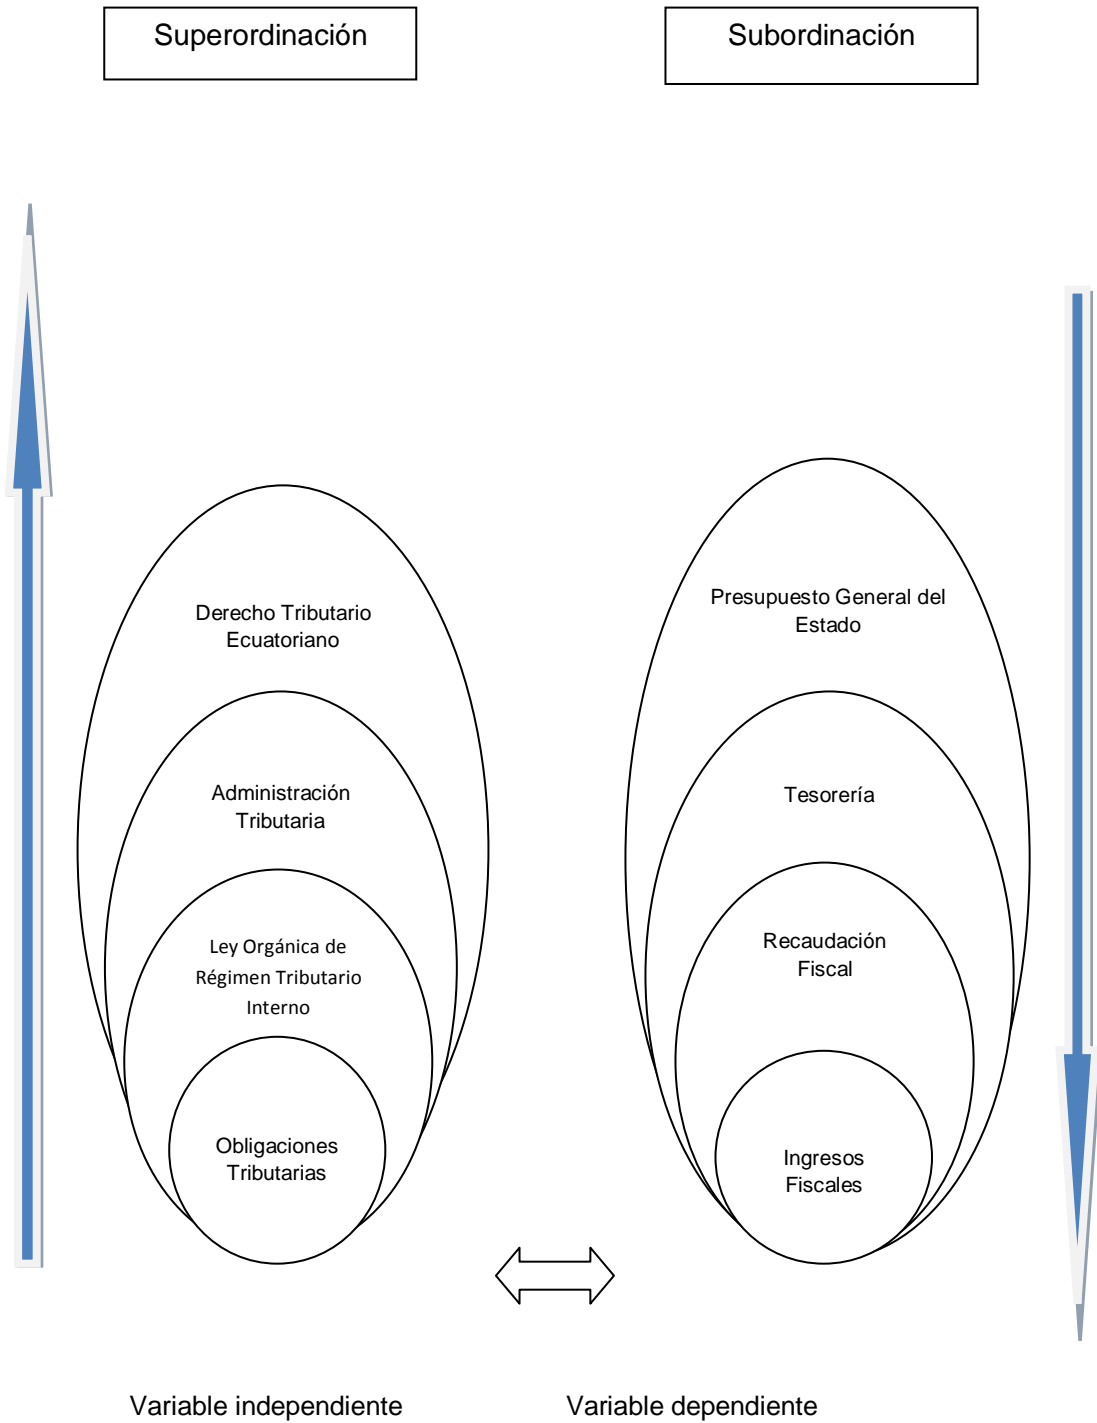 Superordinación
Subordinación
Derecho Tributario
Ecuatoriano
Administración
Tributaria
Ley Orgánica de
Régimen Tributario
Interno
Obligaciones
Tributarias
Presupuesto General del
Estado
Tesorería
Recaudación
Fiscal
Ingresos
Fiscales
Variable independiente
Variable dependiente